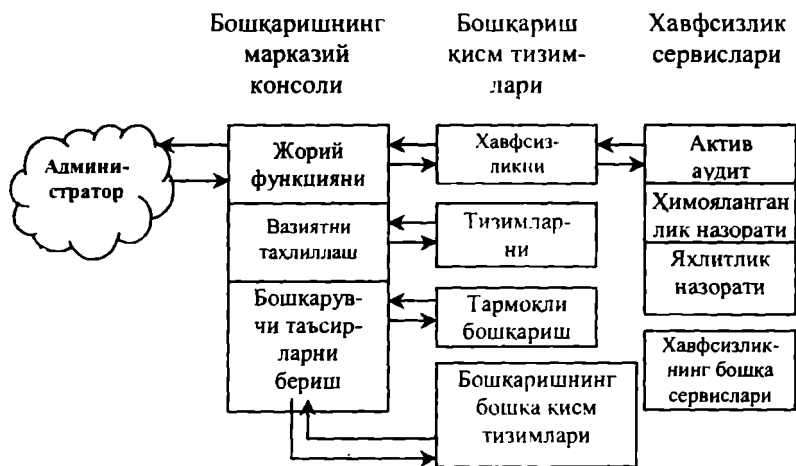 Бошқаришнинг
марказий
консоли
Бошқариш
қисм тизим-
лари
Хавфсизлик
сервислари
Админи-
стратор
Жорий
функцияни
Вазиятни
таҳлиллаш
Бошкарув-
чи таъсир-
ларни
бериш
Хавфсиз-
ликни
Тизимлар-
ни
Тармоқли
бошқариш
Бошқаришнинг
бошка қисм
тизимлари
Актив
аудит
Ҳимояланган
лик назорати
Яхлитлик
назорати
Хавфсизлик-
нинг бошқа
сервислари